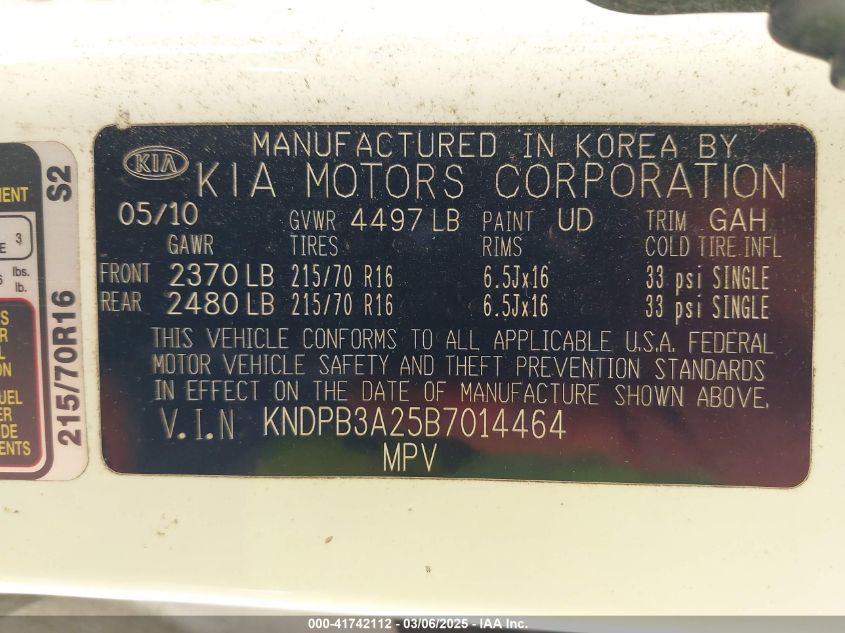 MANUFACTURED IN KOREA BY
KIA KIA MOTORS CORPORATION
05/10 GVWR 4497 LB PAINT UD TRIM GAH
GAWR TIRES RIMS COLD TIRE INFL
FRONT 2370 LB 215/70 R16 6.5Jx16 33 psi SINGLE
REAR 2480 LB 215/70 R16 6.5Jx16 33 psi SINGLE
THIS VEHICLE CONFORMS TO ALL APPLICABLE U.S.A. FEDERAL
MOTOR VEHICLE SAFETY AND THEFT PREVENTION STANDARDS
IN EFFECT ON THE DATE OF MANUFACTURE SHOWN ABOVE.
V.I.N KNDPB3A25B7014464
MPV
215/70R16 S2
3
lbs.
lb.
000-41742112 — 03/06/2025 — IAA Inc.